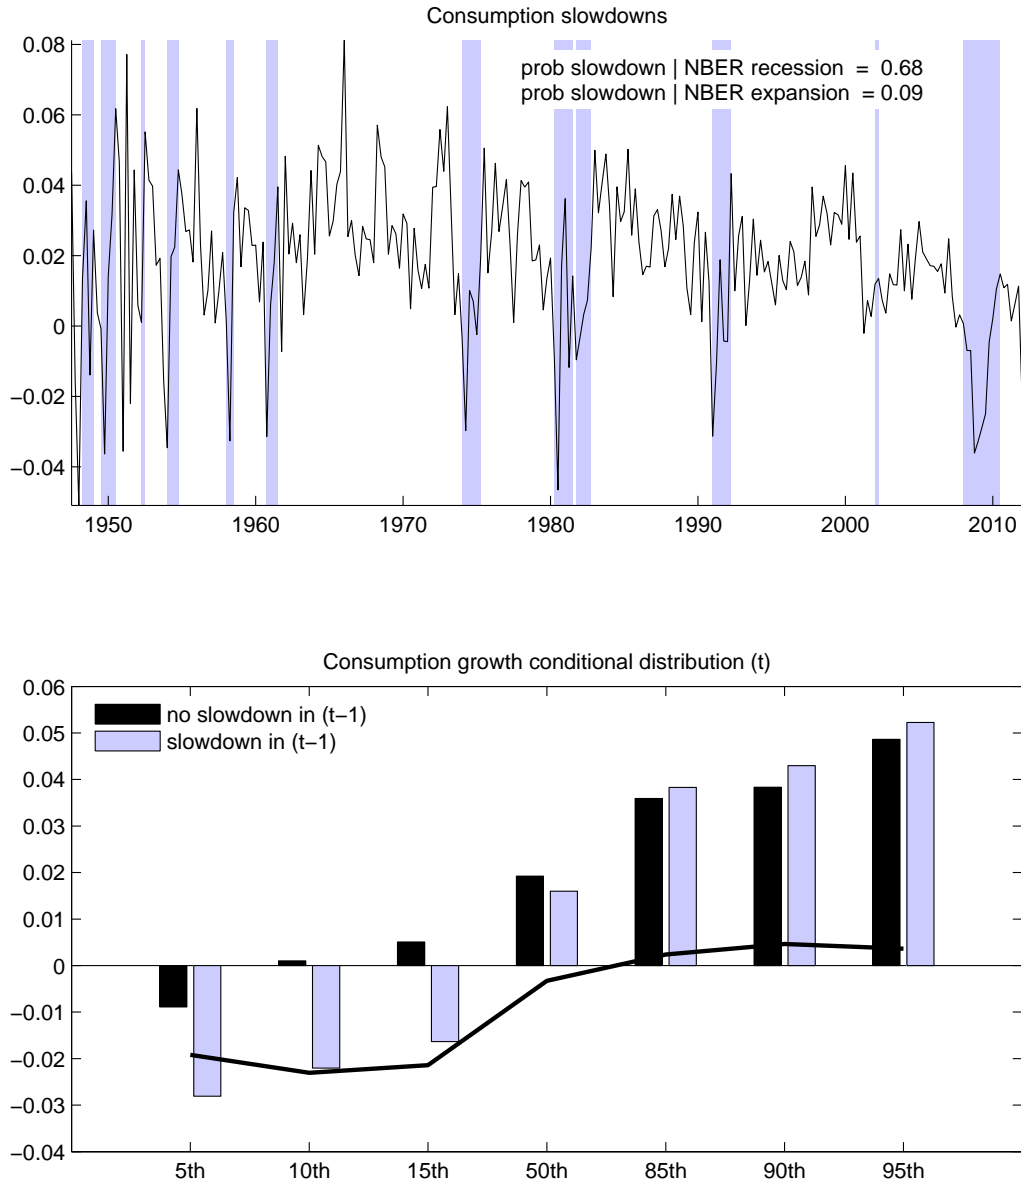 Consumption slowdowns
prob slowdown | NBER recession = 0.68
prob slowdown | NBER expansion = 0.09
0.08
0.06
0.04
0.02
0
−0.02
−0.04
1950 1960 1970 1980 1990 2000 2010
Consumption growth conditional distribution (t)
no slowdown in (t−1)
slowdown in (t−1)
0.06
0.05
0.04
0.03
0.02
0.01
0
−0.01
−0.02
−0.03
−0.04
5th 10th 15th 50th 85th 90th 95th